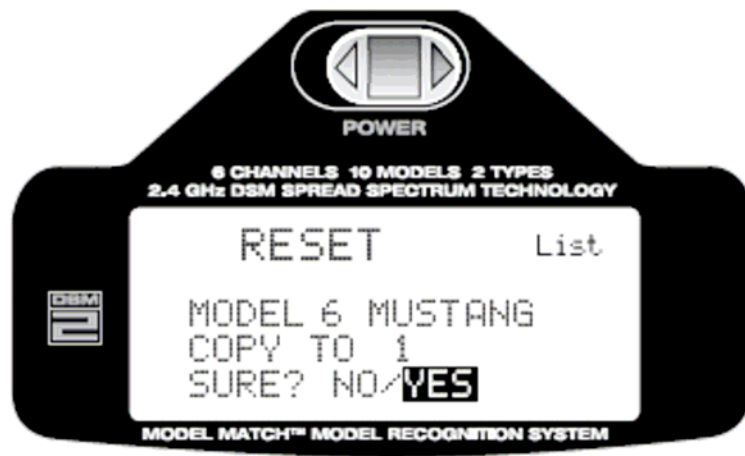 POWER
6 CHANNELS 10 MODELS 2 TYPES
2.4 GHz DSM SPREAD SPECTRUM TECHNOLOGY
RESET List
DSM
2
MODEL 6 MUSTANG
COPY TO 1
SURE? NO/YES
MODEL MATCH™ MODEL RECOGNITION SYSTEM